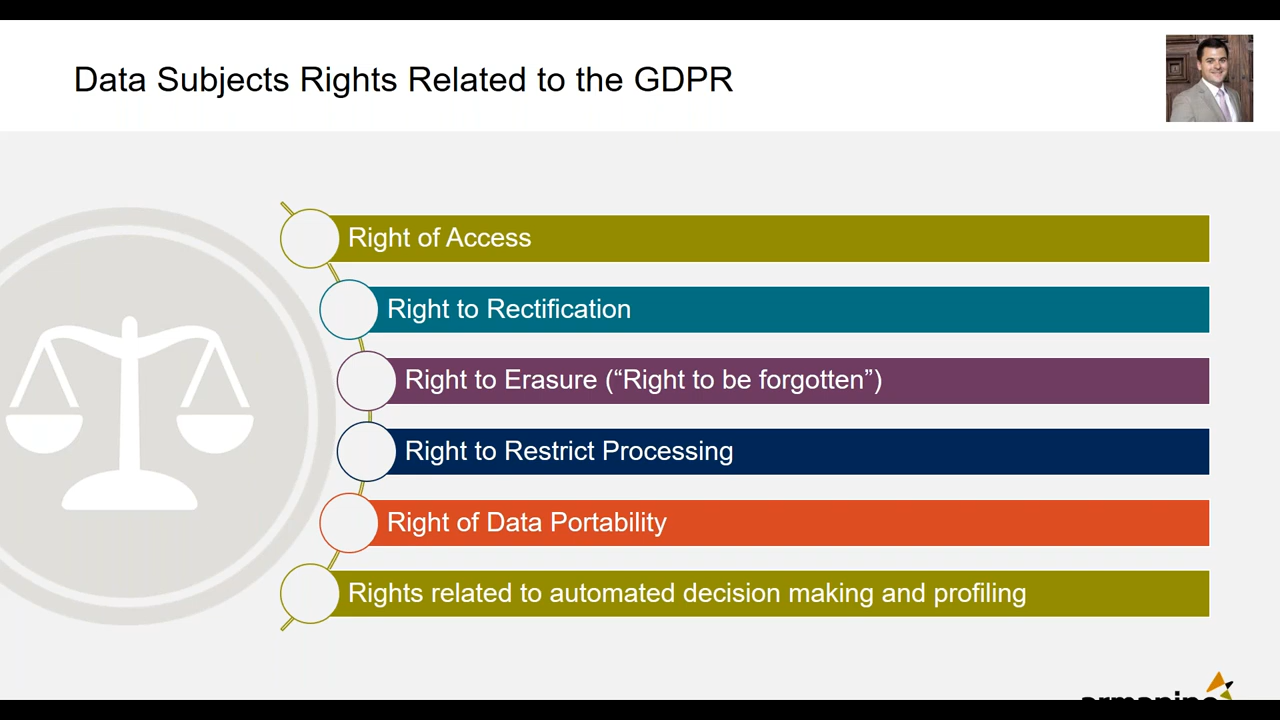 Data Subjects Rights Related to the GDPR
Right of Access
Right to Rectification
Right to Erasure (“Right to be forgotten”)
Right to Restrict Processing
Right of Data Portability
Rights related to automated decision making and profiling